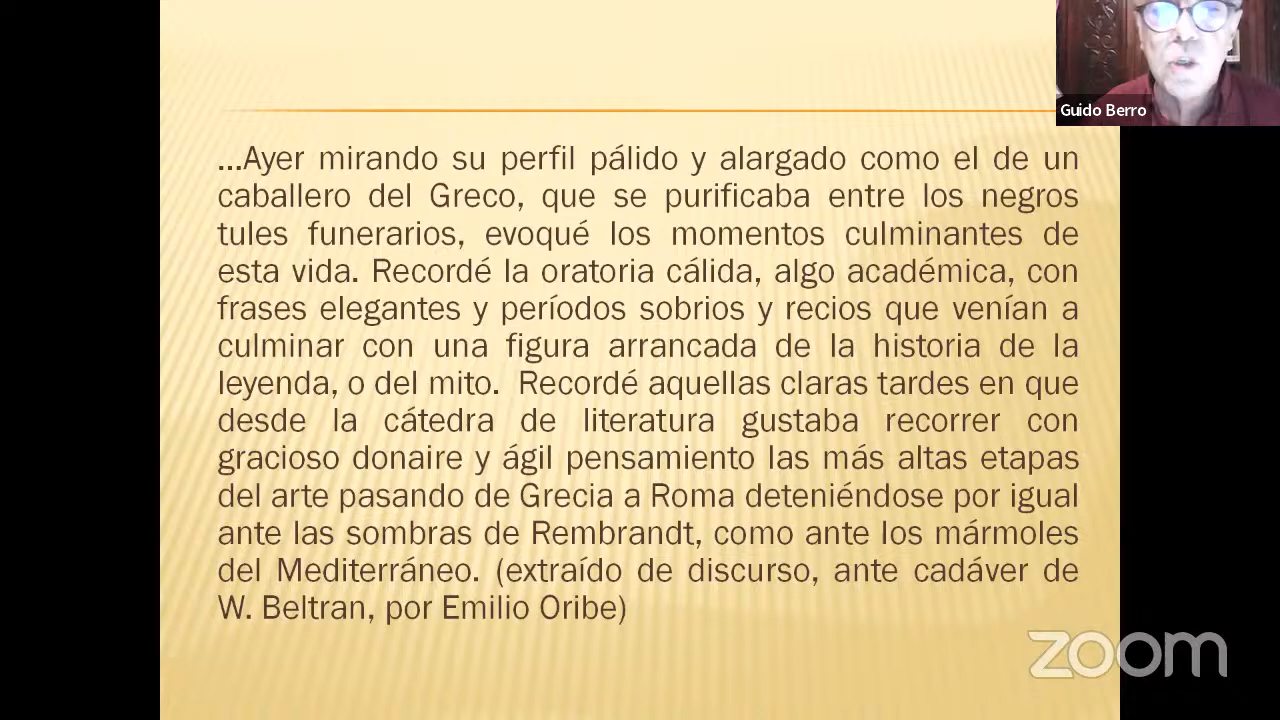 Guido Berro
...Ayer mirando su perfil pálido y alargado como el de un
caballero del Greco, que se purificaba entre los negros
tules funerarios, evoqué los momentos culminantes de
esta vida. Recordé la oratoria cálida, algo académica, con
frases elegantes y períodos sobrios y recios que venían a
culminar con una figura arrancada de la historia de la
leyenda, o del mito.  Recordé aquellas claras tardes en que
desde la cátedra de literatura gustaba recorrer con
gracioso donaire y ágil pensamiento las más altas etapas
del arte pasando de Grecia a Roma deteniéndose por igual
ante las sombras de Rembrandt, como ante los mármoles
del Mediterráneo. (extraído de discurso, ante cadáver de
W. Beltran, por Emilio Oribe)
zoom